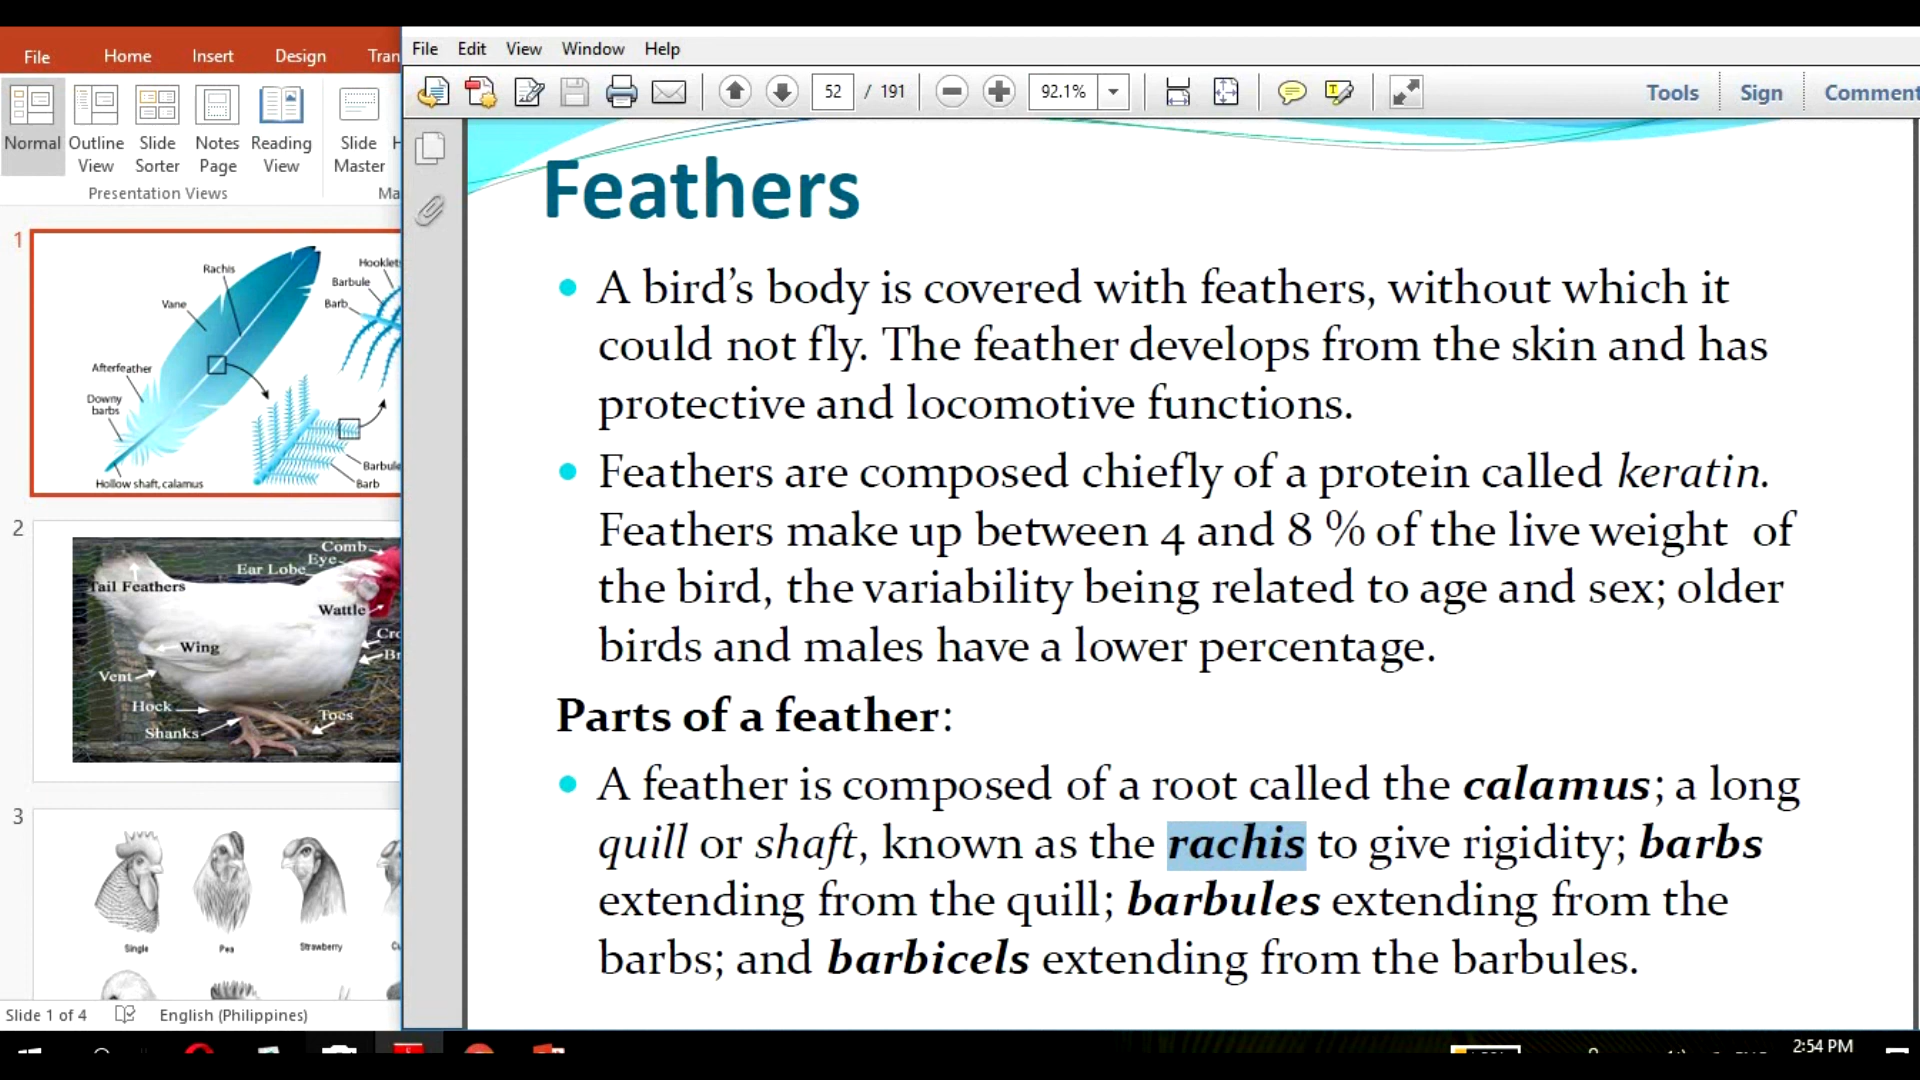 File Home Insert Design Tran
File Edit View Window Help
52 / 191 92.1% Tools Sign Comment
Normal Outline View Slide Sorter Notes Page Reading View Slide Master
Presentation Views
Feathers
• A bird’s body is covered with feathers, without which it
could not fly. The feather develops from the skin and has
protective and locomotive functions.
• Feathers are composed chiefly of a protein called keratin.
Feathers make up between 4 and 8 % of the live weight of
the bird, the variability being related to age and sex; older
birds and males have a lower percentage.
Parts of a feather:
• A feather is composed of a root called the calamus; a long
quill or shaft, known as the rachis to give rigidity; barbs
extending from the quill; barbules extending from the
barbs; and barbicels extending from the barbules.
1
Rachis
Hooklets
Vane
Barbule
Barb
Afterfeather
Downy
barbs
Barbule
Hollow shaft, calamus
Barb
2
Comb
Eye
Ear Lobe
Tail Feathers
Wattle
Cro
Wing
Br
Vent
Hock
Toes
Shanks
3
Single Pea Strawberry
Slide 1 of 4 English (Philippines)
2:54 PM